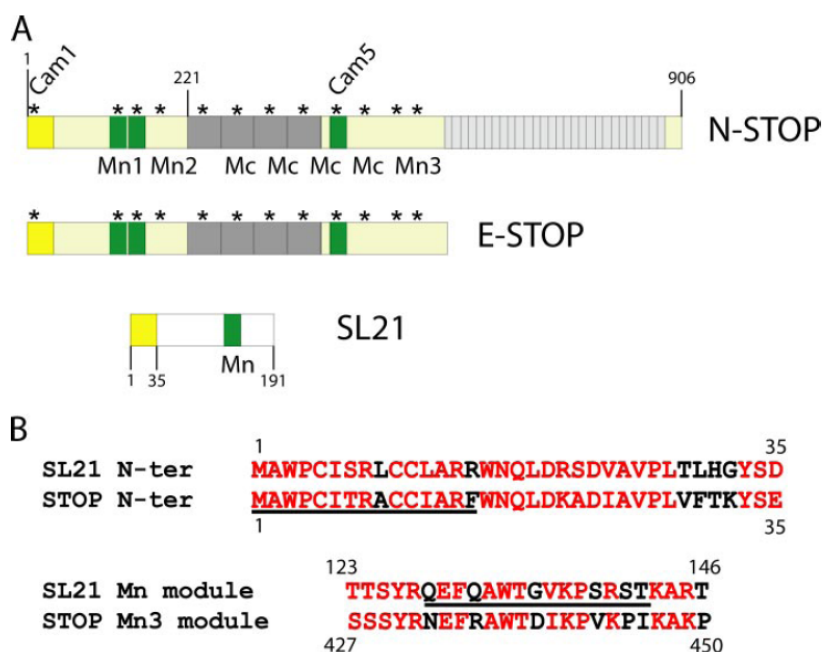 A
1 Cam1 221 Cam5 906
* * * * * * * * * * * *
N-STOP
Mn1 Mn2 Mc Mc Mc Mc Mn3
* * * * * * * * * * * *
E-STOP
SL21
Mn
1 35 191
B
1 35
SL21 N-ter MAWPCISRLCCLARRWNQLDRSDVAVPLTLHGYSD
STOP N-ter MAWPCITRACCIARFWNQLDKADIAVPLVFTKYSE
1 35
123 146
SL21 Mn module TTSYRQEFQAWTGVKPSRSTKART
STOP Mn3 module SSSYRNEFRAWTDIKPVKPIKAKP
427 450